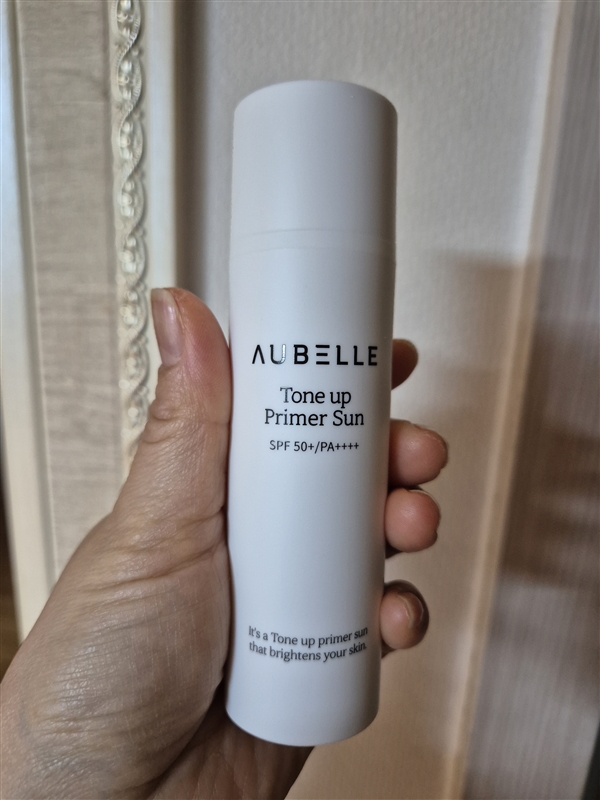 AUBELLE
Tone up
Primer Sun
SPF 50+/PA++++
It's a Tone up primer sun
that brightens your skin.